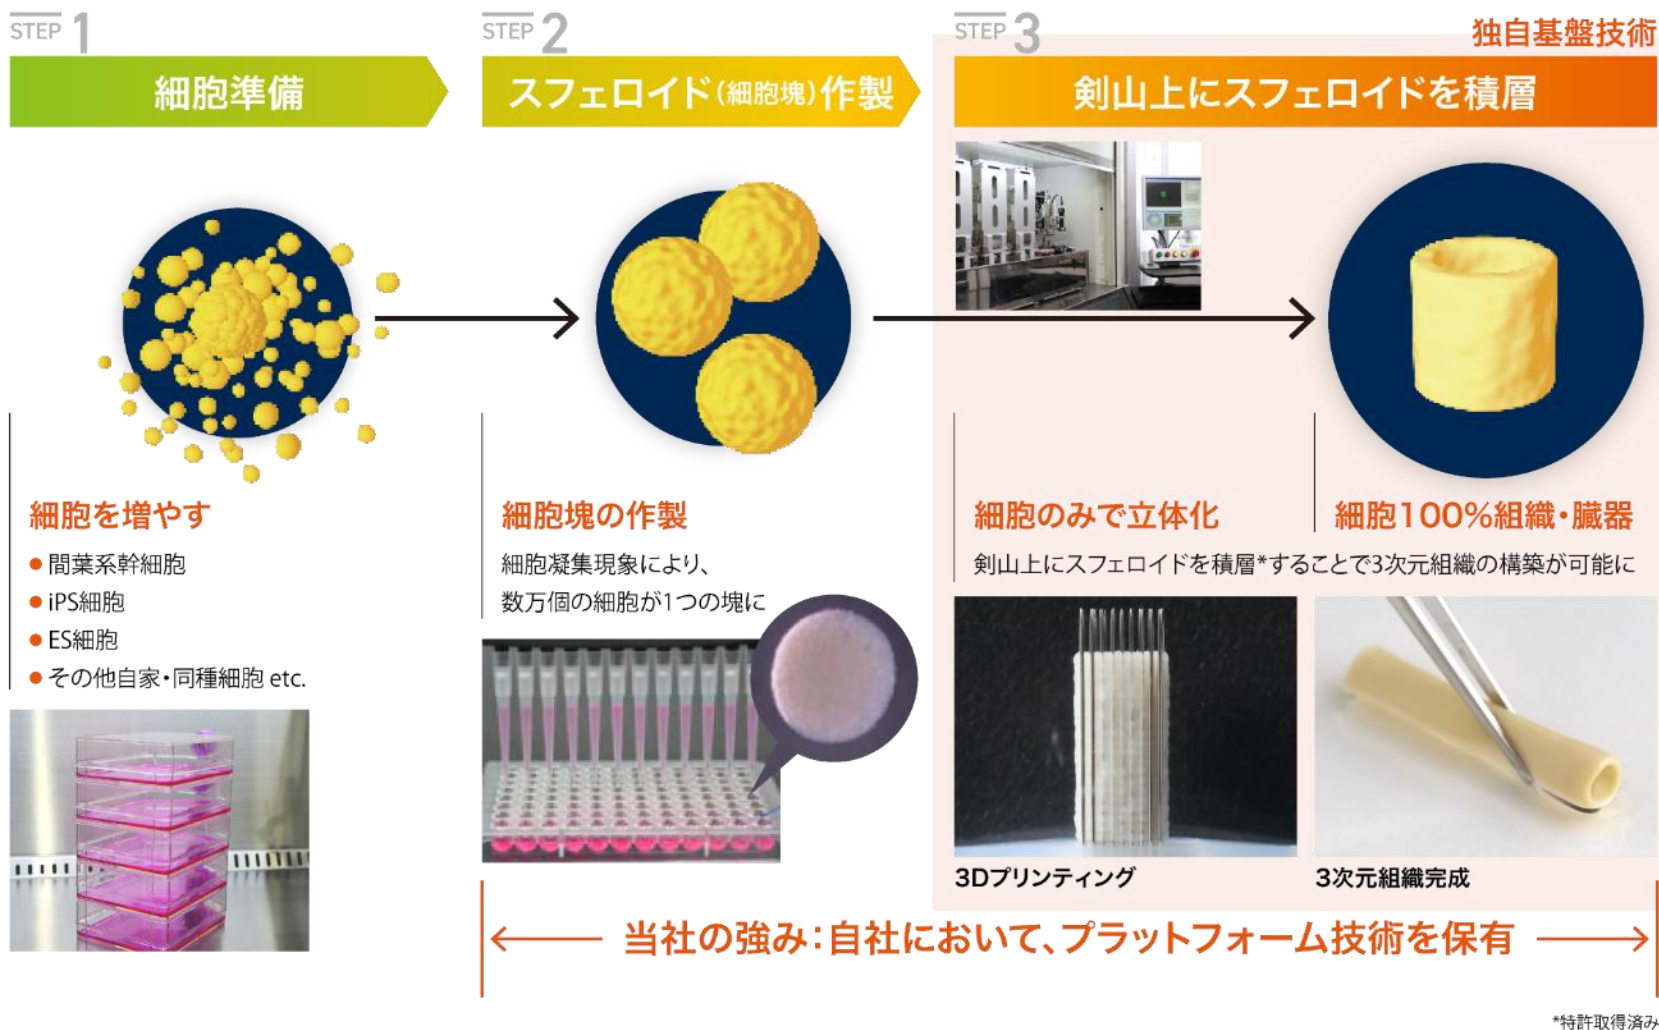 STEP 1
細胞準備
細胞を増やす
● 間葉系幹細胞
● iPS細胞
● ES細胞
● その他自家・同種細胞 etc.
STEP 2
スフェロイド(細胞塊)作製
細胞塊の作製
細胞凝集現象により、
数万個の細胞が1つの塊に
STEP 3
独自基盤技術
剣山上にスフェロイドを積層
細胞のみで立体化
細胞100%組織・臓器
剣山上にスフェロイドを積層*することで3次元組織の構築が可能に
3Dプリンティング
3次元組織完成
当社の強み:自社において、プラットフォーム技術を保有
*特許取得済み